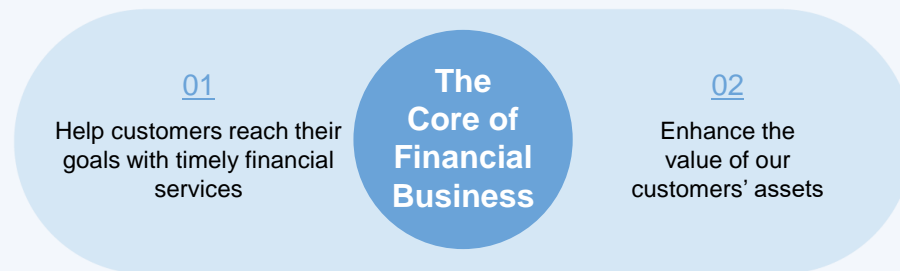 01
Help customers reach their
goals with timely financial
services
The
Core of
Financial
Business
02
Enhance the
value of our
customers’ assets